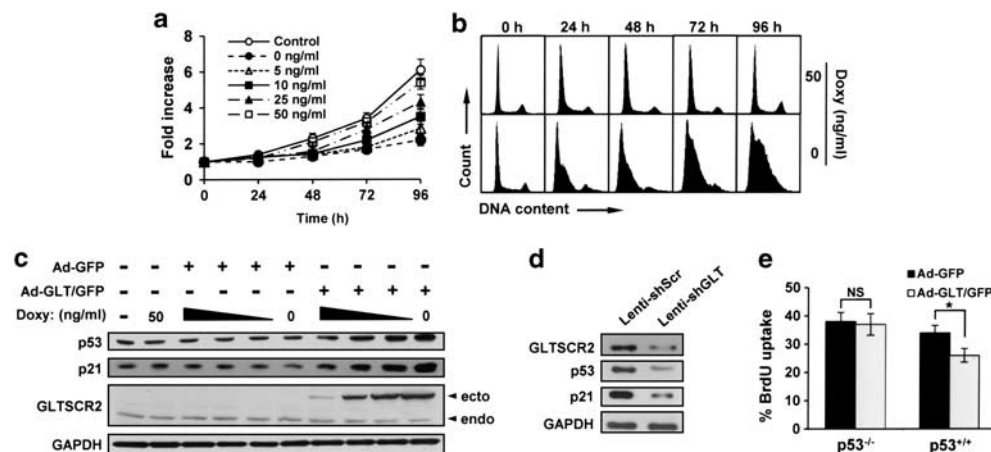 a
Fold increase
8
6
4
2
0
Control
0 ng/ml
5 ng/ml
10 ng/ml
25 ng/ml
50 ng/ml
0 24 48 72 96
Time (h)
b
0 h 24 h 48 h 72 h 96 h
Count
DNA content
50
0
Doxy (ng/ml)
c
Ad-GFP - - + + + + - - - -
Ad-GLT/GFP - - - - - - + + + +
Doxy: (ng/ml) - 50 0 0
p53
p21
GLTSCR2
ecto
endo
GAPDH
d
Lenti-shScr
Lenti-shGLT
GLTSCR2
p53
p21
GAPDH
e
Ad-GFP
Ad-GLT/GFP
% BrdU uptake
50
40
30
20
10
0
NS
*
p53-/- p53+/+